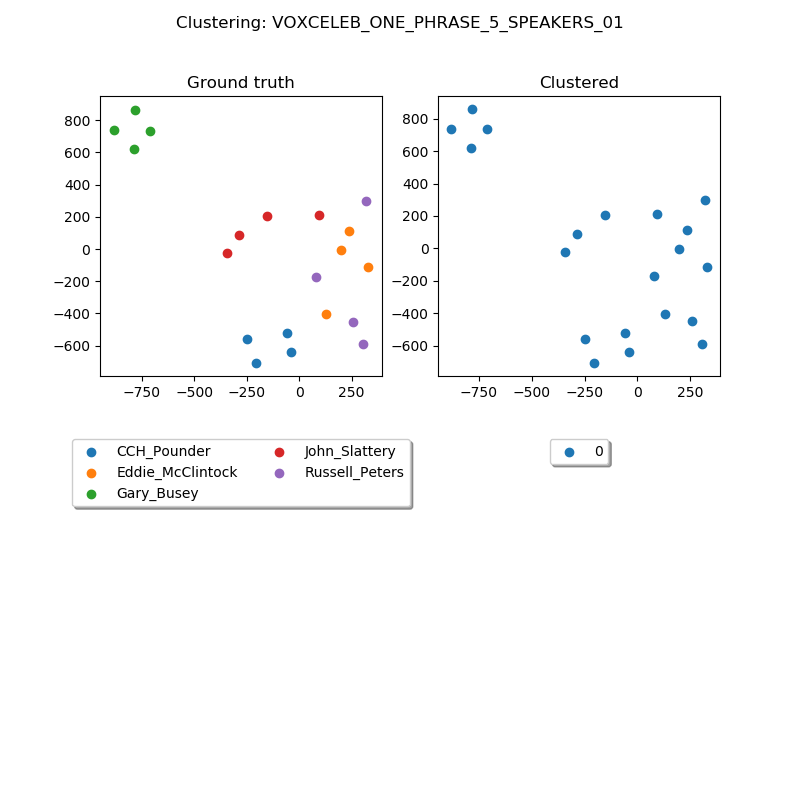 Clustering: VOXCELEB_ONE_PHRASE_5_SPEAKERS_01
Ground truth
Clustered
800
600
400
200
0
−200
−400
−600
−750 −500 −250 0 250
800
600
400
200
0
−200
−400
−600
−750 −500 −250 0 250
CCH_Pounder John_Slattery
Eddie_McClintock Russell_Peters
Gary_Busey
0